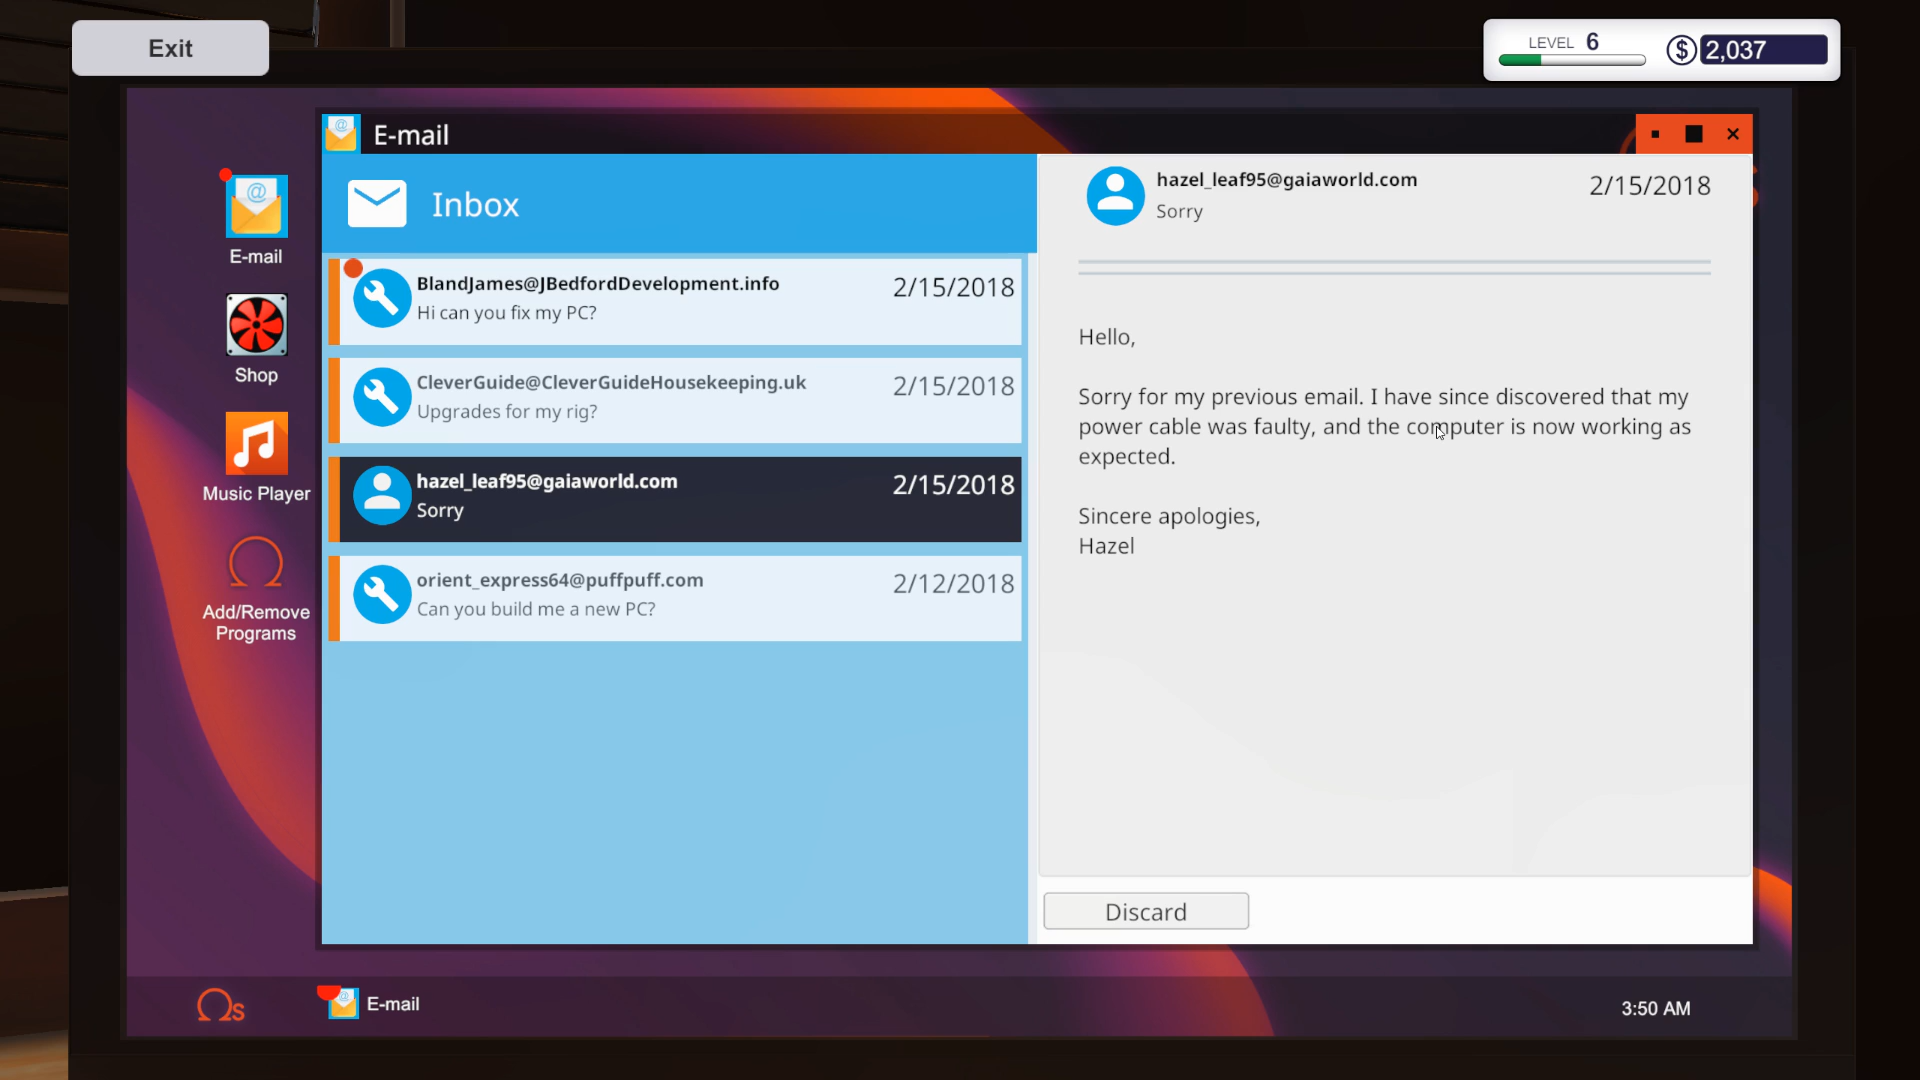 Exit
LEVEL 6
$ 2,037
E-mail
E-mail
Shop
Music Player
Add/Remove
Programs
Inbox
BlandJames@JBedfordDevelopment.info
2/15/2018
Hi can you fix my PC?
CleverGuide@CleverGuideHousekeeping.uk
2/15/2018
Upgrades for my rig?
hazel_leaf95@gaiaworld.com
2/15/2018
Sorry
orient_express64@puffpuff.com
2/12/2018
Can you build me a new PC?
hazel_leaf95@gaiaworld.com
2/15/2018
Sorry
Hello,
Sorry for my previous email. I have since discovered that my
power cable was faulty, and the computer is now working as
expected.
Sincere apologies,
Hazel
Discard
Ωs
E-mail
3:50 AM